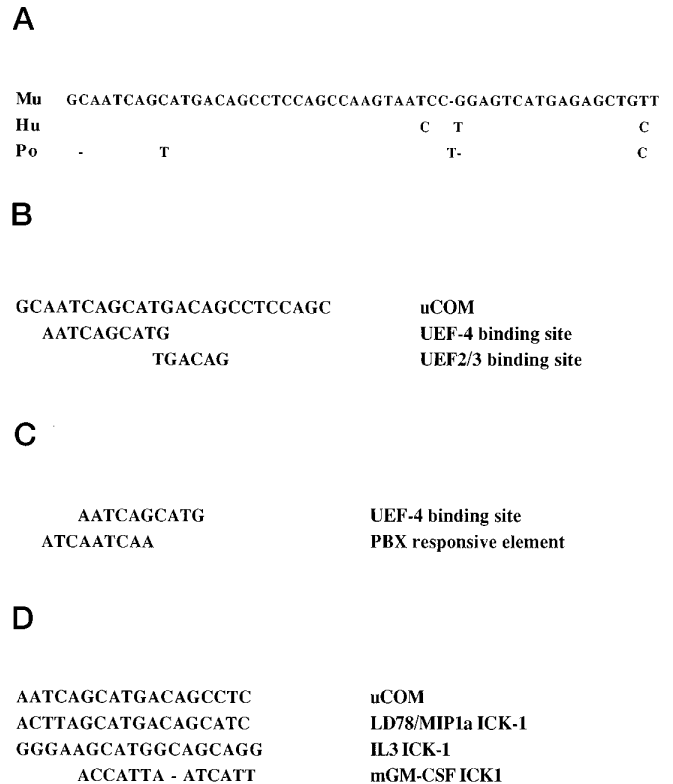 A
Mu GCAATCAGCATGACAGCCTCCAGCCAAGTAATCC-GGAGTCATGAGAGCTGTT
Hu C T C
Po - T T- C
B
GCAATCAGCATGACAGCCTCCAGC uCOM
AATCAGCATG UEF-4 binding site
TGACAG UEF2/3 binding site
C
AATCAGCATG UEF-4 binding site
ATCAATCAA PBX responsive element
D
AATCAGCATGACAGCCTC uCOM
ACTTAGCATGACAGCATC LD78/MIP1a ICK-1
GGGAAGCATGGCAGCAGG IL3 ICK-1
ACCATTA - ATCATT mGM-CSF ICK1